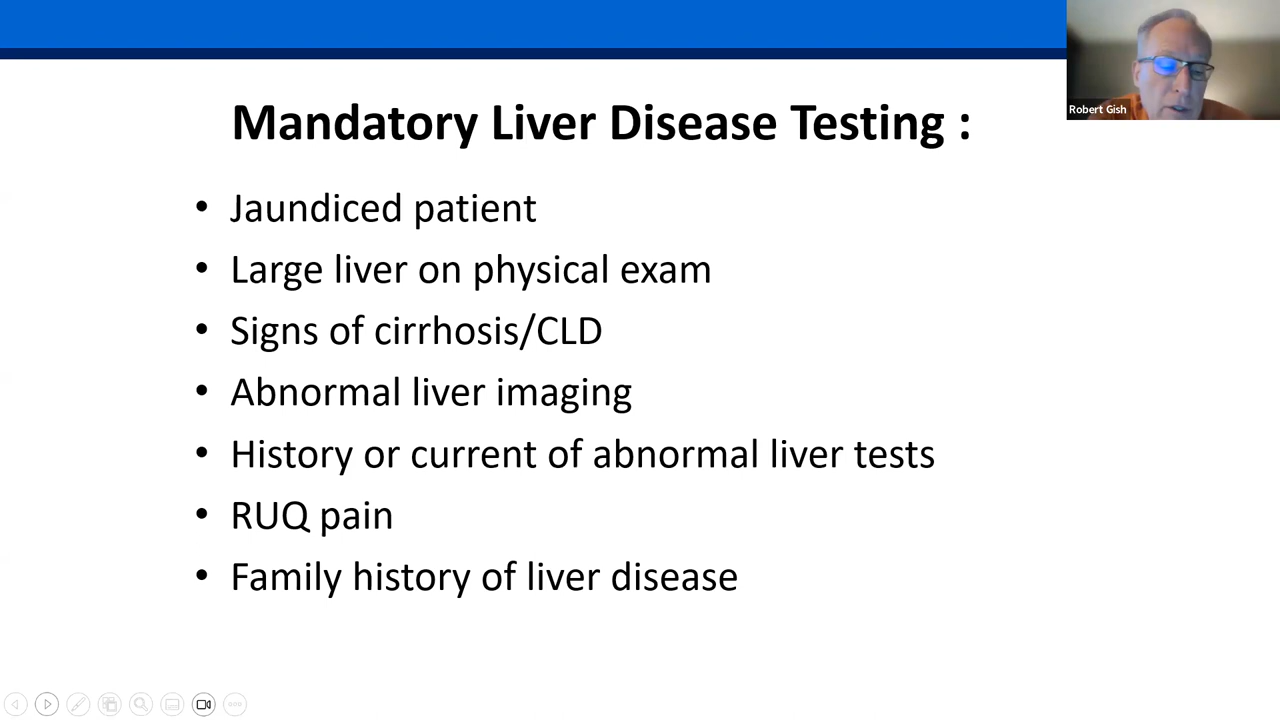 Robert Gish
Mandatory Liver Disease Testing :
• Jaundiced patient
• Large liver on physical exam
• Signs of cirrhosis/CLD
• Abnormal liver imaging
• History or current of abnormal liver tests
• RUQ pain
• Family history of liver disease